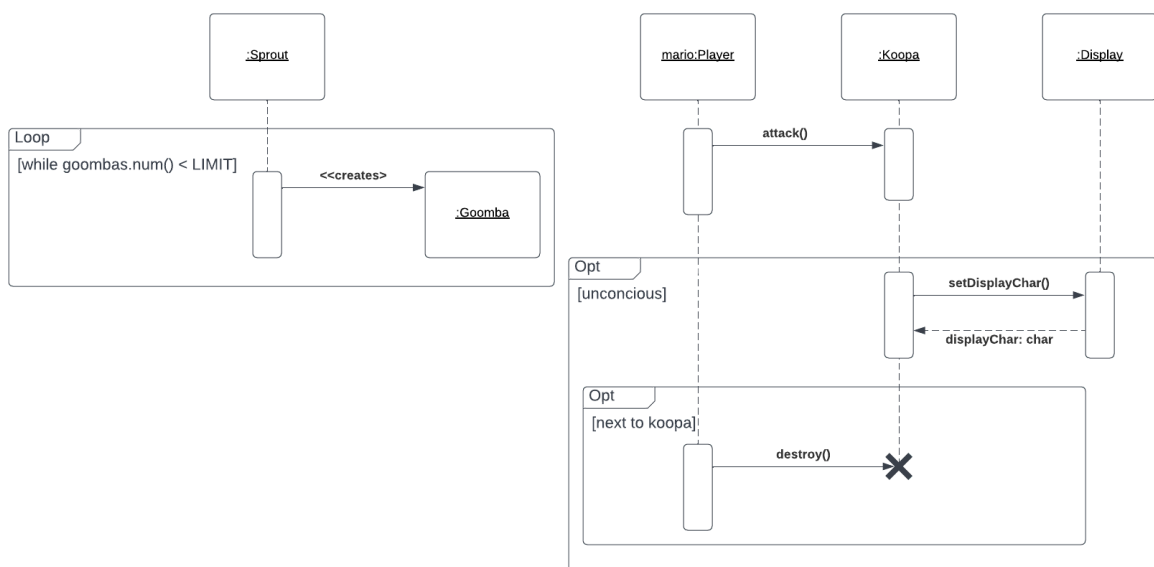 :Sprout
Loop
[while goombas.num() < LIMIT]
<<creates>
:Goomba
mario:Player
:Koopa
:Display
attack()
Opt
[unconcious]
setDisplayChar()
displayChar: char
Opt
[next to koopa]
destroy()